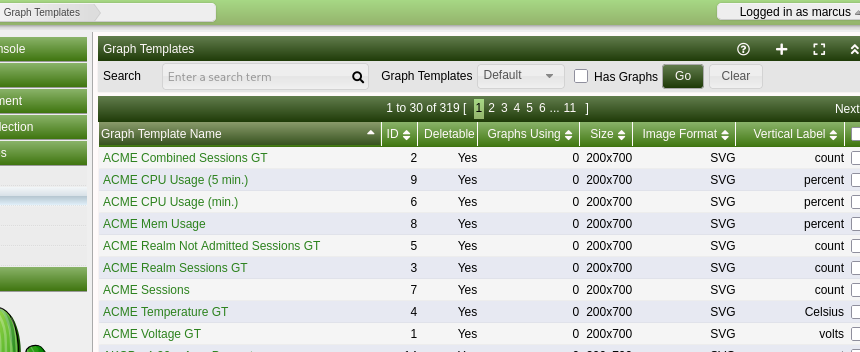 Graph Templates
Logged in as marcus
Graph Templates
Search Enter a search term Graph Templates Default Has Graphs Go Clear
1 to 30 of 319 [ 1 2 3 4 5 6 ... 11 ] Next
Graph Template Name ID Deletable Graphs Using Size Image Format Vertical Label
ACME Combined Sessions GT 2 Yes 0 200x700 SVG count
ACME CPU Usage (5 min.) 9 Yes 0 200x700 SVG percent
ACME CPU Usage (min.) 6 Yes 0 200x700 SVG percent
ACME Mem Usage 8 Yes 0 200x700 SVG percent
ACME Realm Not Admitted Sessions GT 5 Yes 0 200x700 SVG count
ACME Realm Sessions GT 3 Yes 0 200x700 SVG count
ACME Sessions 7 Yes 0 200x700 SVG count
ACME Temperature GT 4 Yes 0 200x700 SVG Celsius
ACME Voltage GT 1 Yes 0 200x700 SVG volts